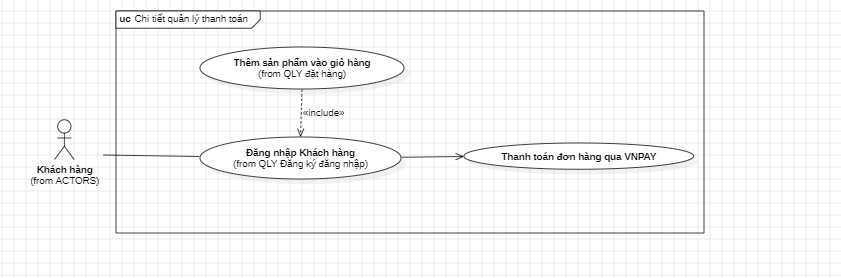 uc Chi tiết quản lý thanh toán
Thêm sản phẩm vào giỏ hàng
(from QLY đặt hàng)
«include»
Khách hàng
(from ACTORS)
Đăng nhập Khách hàng
(from QLY Đăng ký đăng nhập)
Thanh toán đơn hàng qua VNPAY